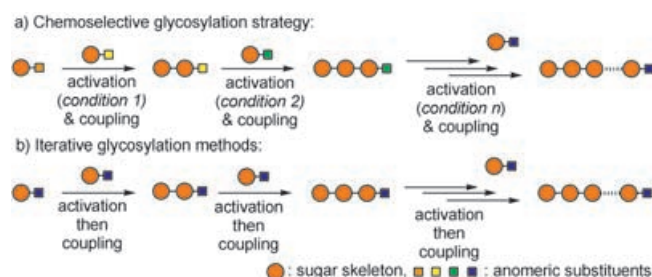 a) Chemoselective glycosylation strategy:
activation
(condition 1)
& coupling
activation
(condition 2)
& coupling
activation
(condition n)
& coupling
b) Iterative glycosylation methods:
activation
then
coupling
activation
then
coupling
activation
then
coupling
: sugar skeleton, : anomeric substituents